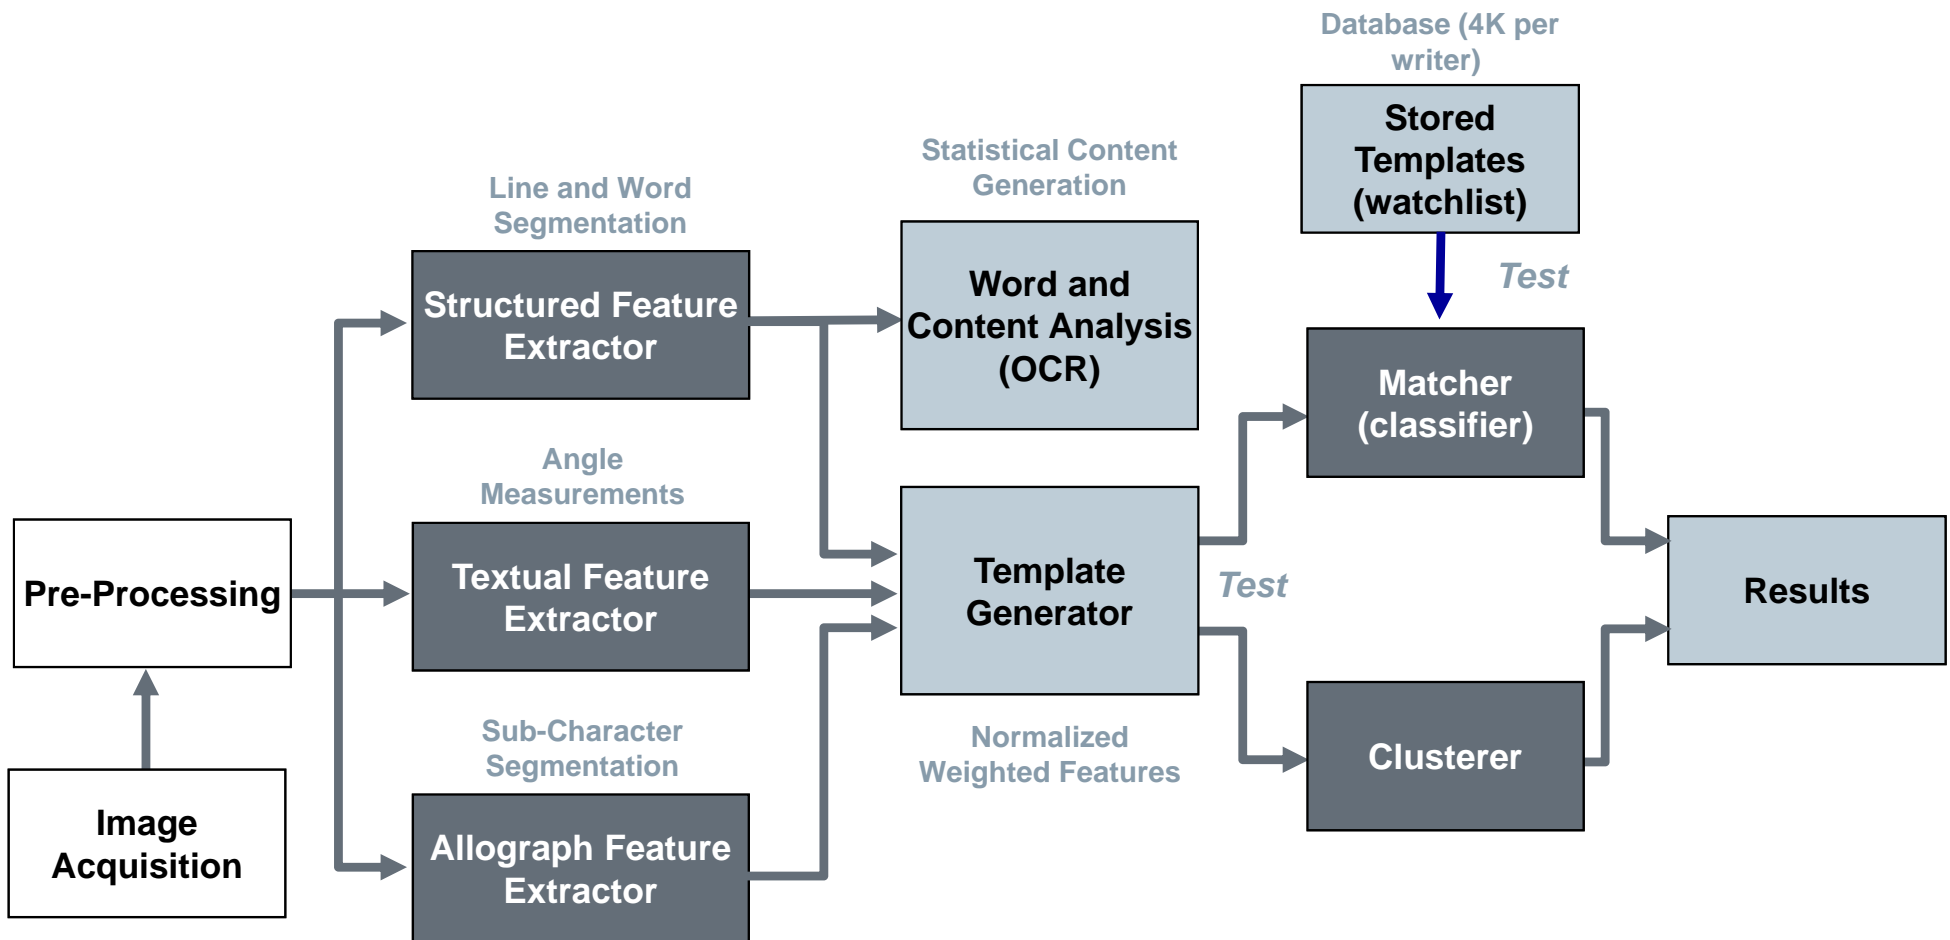 Database (4K per
writer)
Stored
Templates
(watchlist)
Statistical Content
Generation
Line and Word
Segmentation
Test
Structured Feature
Extractor
Word and
Content Analysis
(OCR)
Matcher
(classifier)
Angle
Measurements
Pre-Processing
Textual Feature
Extractor
Template
Generator
Test
Results
Sub-Character
Segmentation
Normalized
Weighted Features
Clusterer
Image
Acquisition
Allograph Feature
Extractor